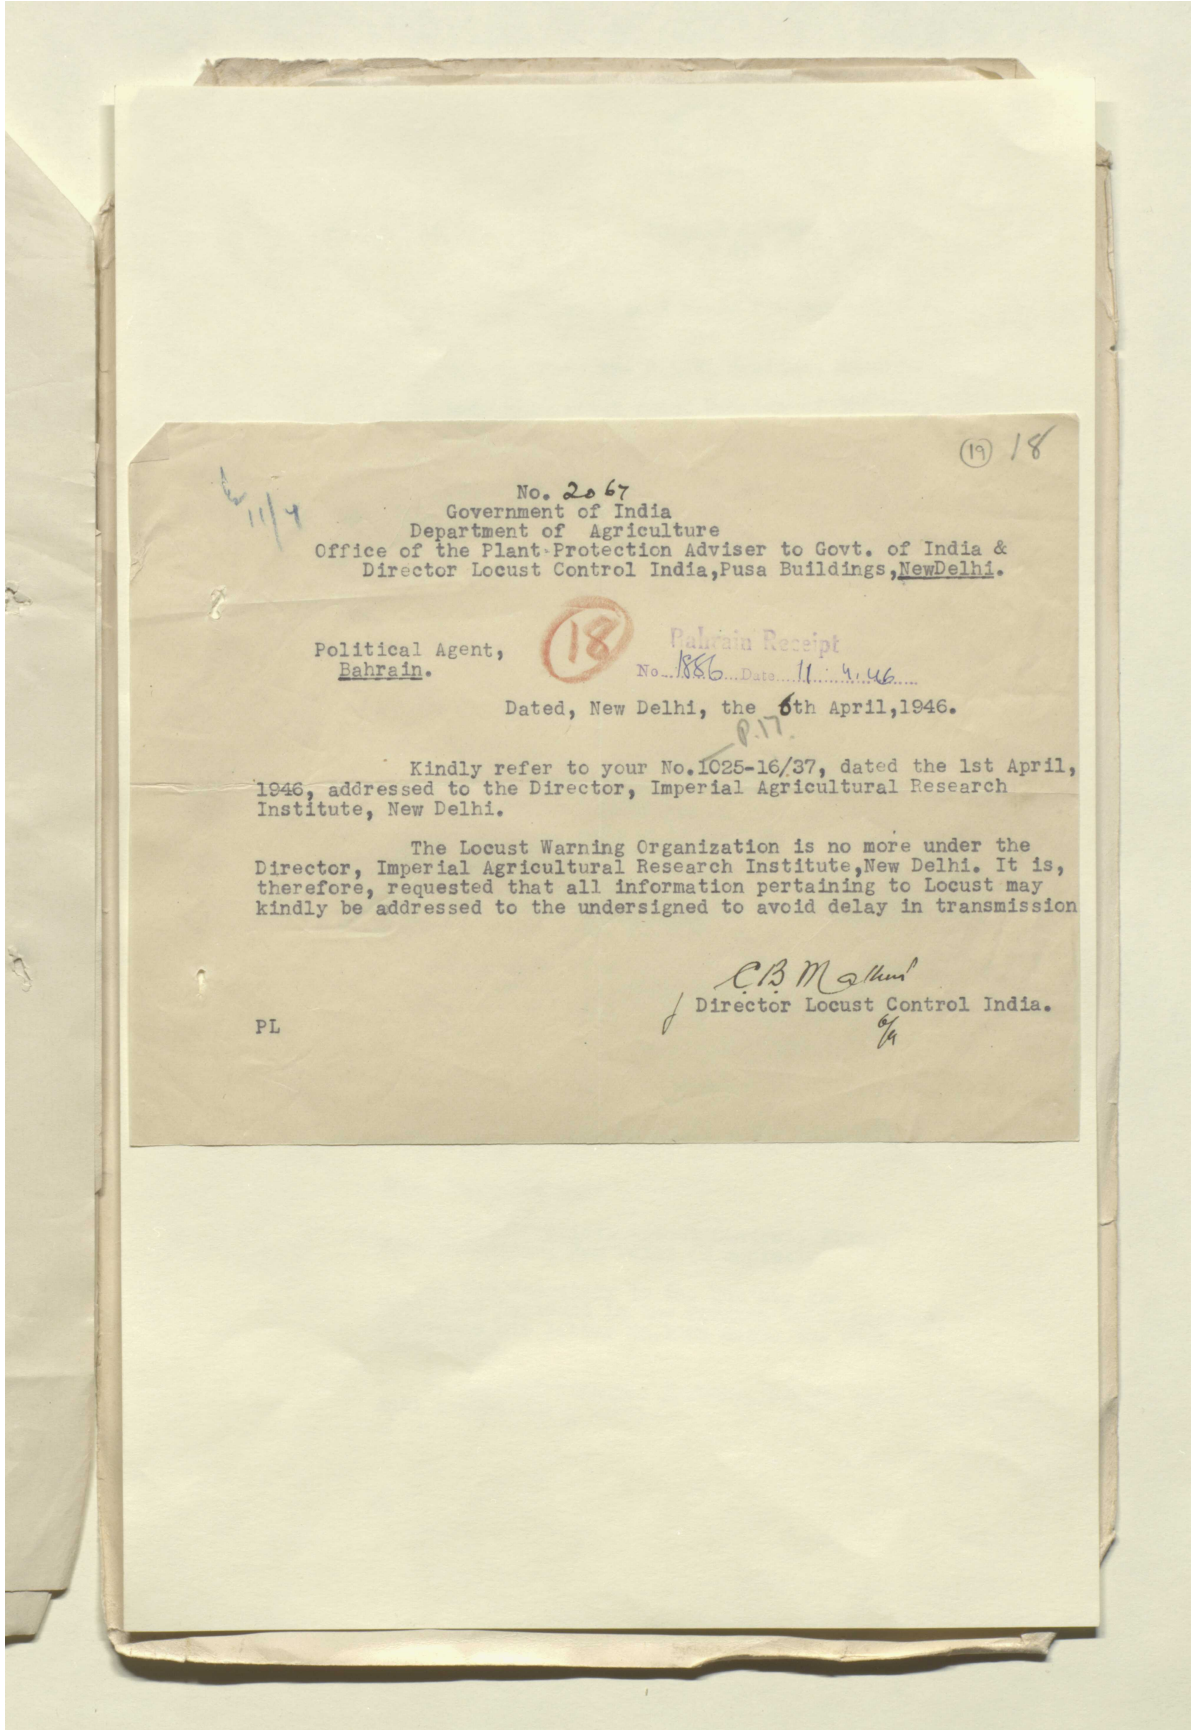 (19) 18
11/4
No. 2067
Government of India
Department of Agriculture
Office of the Plant Protection Adviser to Govt. of India &
Director Locust Control India,Pusa Buildings,NewDelhi.
18
Bahrain Receipt
Political Agent,
No. 1886 Date 11.4.46
Bahrain.
Dated, New Delhi, the 6th April,1946.
P.17.
Kindly refer to your No.1025-16/37, dated the 1st April,
1946, addressed to the Director, Imperial Agricultural Research
Institute, New Delhi.
The Locust Warning Organization is no more under the
Director, Imperial Agricultural Research Institute,New Delhi. It is,
therefore, requested that all information pertaining to Locust may
kindly be addressed to the undersigned to avoid delay in transmission
C.B.
Director Locust Control India.
6/4
PL